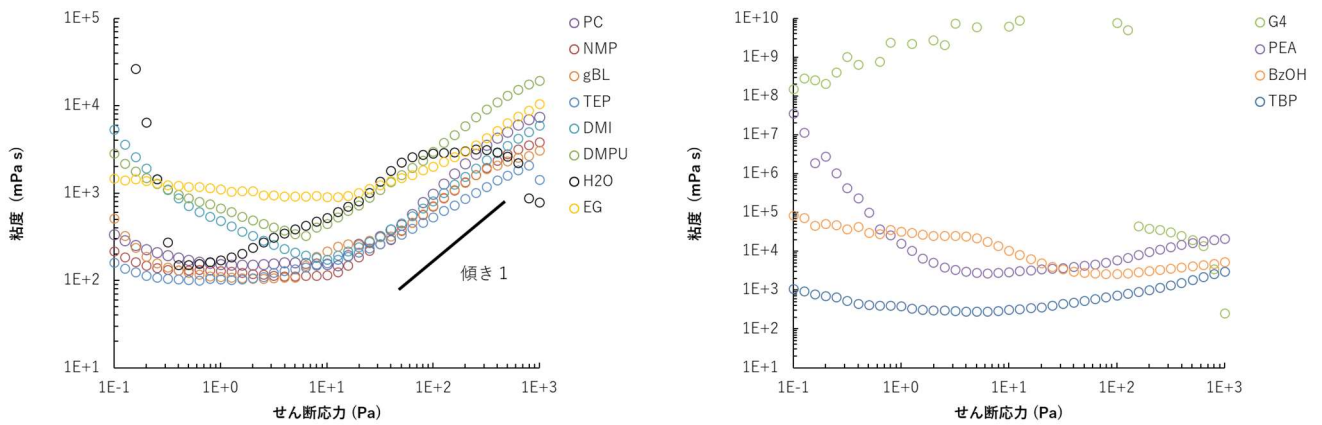 1E+5
1E+4
1E+3
1E+2
1E+1
粘度 (mPa s)
1E-1
1E+0
1E+1
1E+2
1E+3
せん断応力 (Pa)
傾き1
PC
NMP
gBL
TEP
DMI
DMPU
H2O
EG
1E+10
1E+9
1E+8
1E+7
1E+6
1E+5
1E+4
1E+3
1E+2
1E+1
粘度 (mPa s)
1E-1
1E+0
1E+1
1E+2
1E+3
せん断応力 (Pa)
G4
PEA
BzOH
TBP